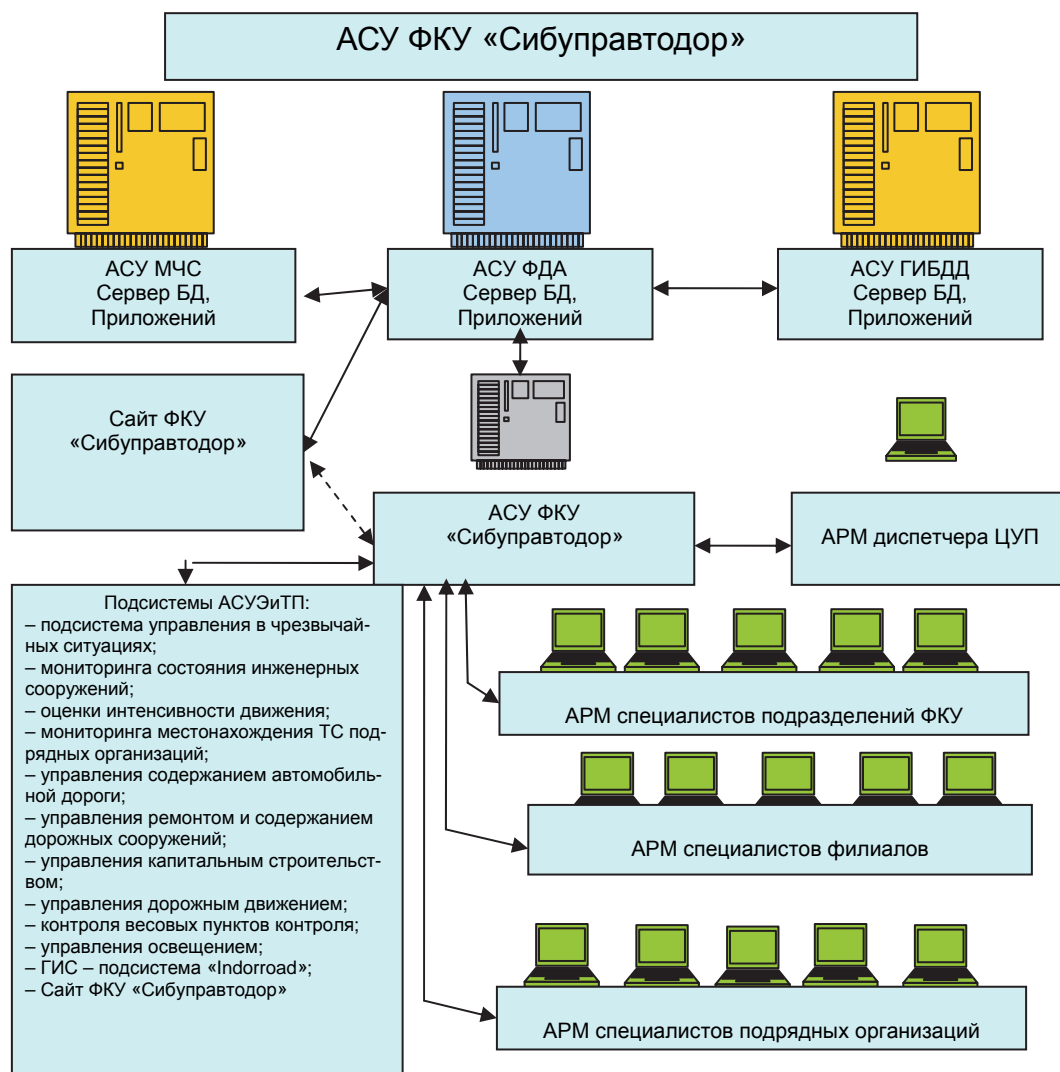 АСУ ФКУ «Сибуправтодор»
АСУ МЧС
Сервер БД,
Приложений
АСУ ФДА
Сервер БД,
Приложений
АСУ ГИБДД
Сервер БД,
Приложений
Сайт ФКУ
«Сибуправтодор»
АСУ ФКУ
«Сибуправтодор»
АРМ диспетчера ЦУП
Подсистемы АСУЭиТП:
– подсистема управления в чрезвычай-
ных ситуациях;
– мониторинга состояния инженерных
сооружений;
– оценки интенсивности движения;
– мониторинга местонахождения ТС под-
рядных организаций;
– управления содержанием автомобиль-
ной дороги;
– управления ремонтом и содержанием
дорожных сооружений;
– управления капитальным строительст-
вом;
– управления дорожным движением;
– контроля весовых пунктов контроля;
– управления освещением;
– ГИС – подсистема «Indorroad»;
– Сайт ФКУ «Сибуправтодор»
АРМ специалистов подразделений ФКУ
АРМ специалистов филиалов
АРМ специалистов подрядных организаций